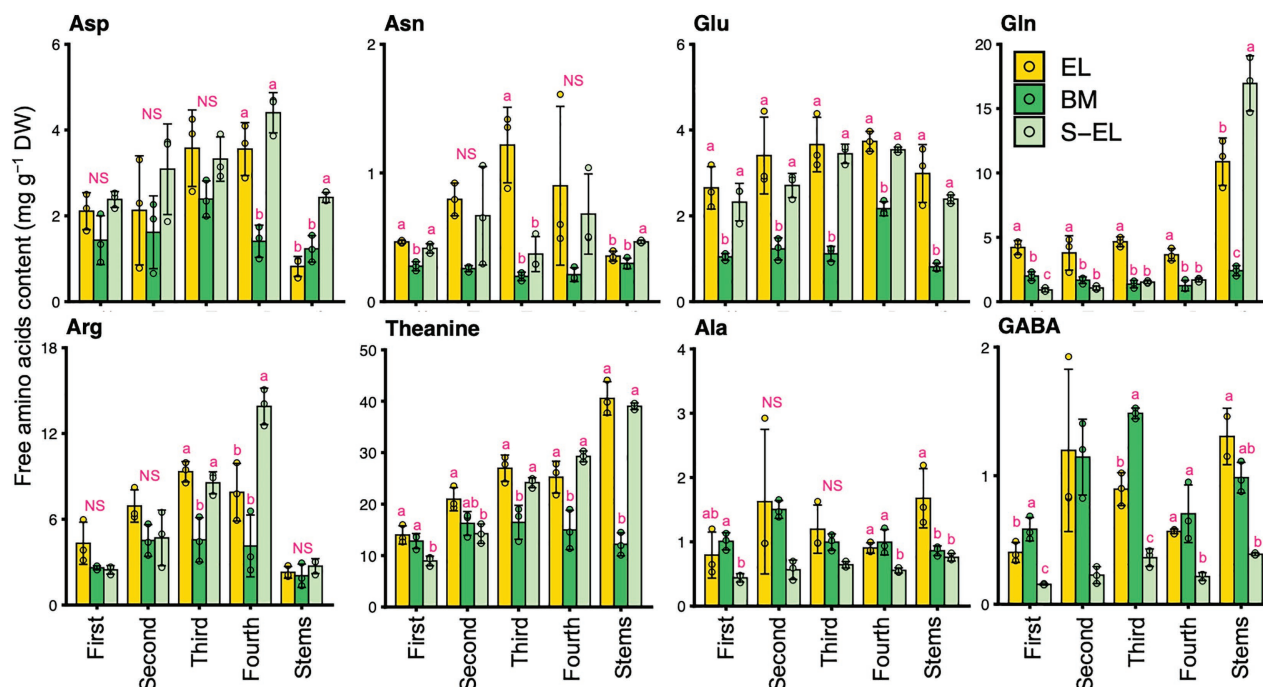 Asp
Asn
Glu
Gln
Free amino acids content (mg g⁻¹ DW)
6
4
2
0
NS
NS
NS
a
b
a
b
b
a
2
1
0
a
b
a
NS
a
b
b
NS
a
b
a
6
4
2
0
a
b
a
a
b
a
a
b
a
a
b
a
a
b
a
20
15
10
5
0
a
b
c
a
b
b
a
b
b
a
b
b
b
c
a
EL
BM
S-EL
Arg
Theanine
Ala
GABA
18
12
6
0
NS
NS
a
b
a
b
b
a
NS
50
40
30
20
10
0
a
a
b
a
ab
b
a
b
a
a
b
a
a
b
a
4
3
2
1
0
ab
a
b
NS
NS
a
a
b
a
b
b
2
1
0
b
a
c
b
a
c
a
a
b
a
ab
b
First
Second
Third
Fourth
Stems
First
Second
Third
Fourth
Stems
First
Second
Third
Fourth
Stems
First
Second
Third
Fourth
Stems